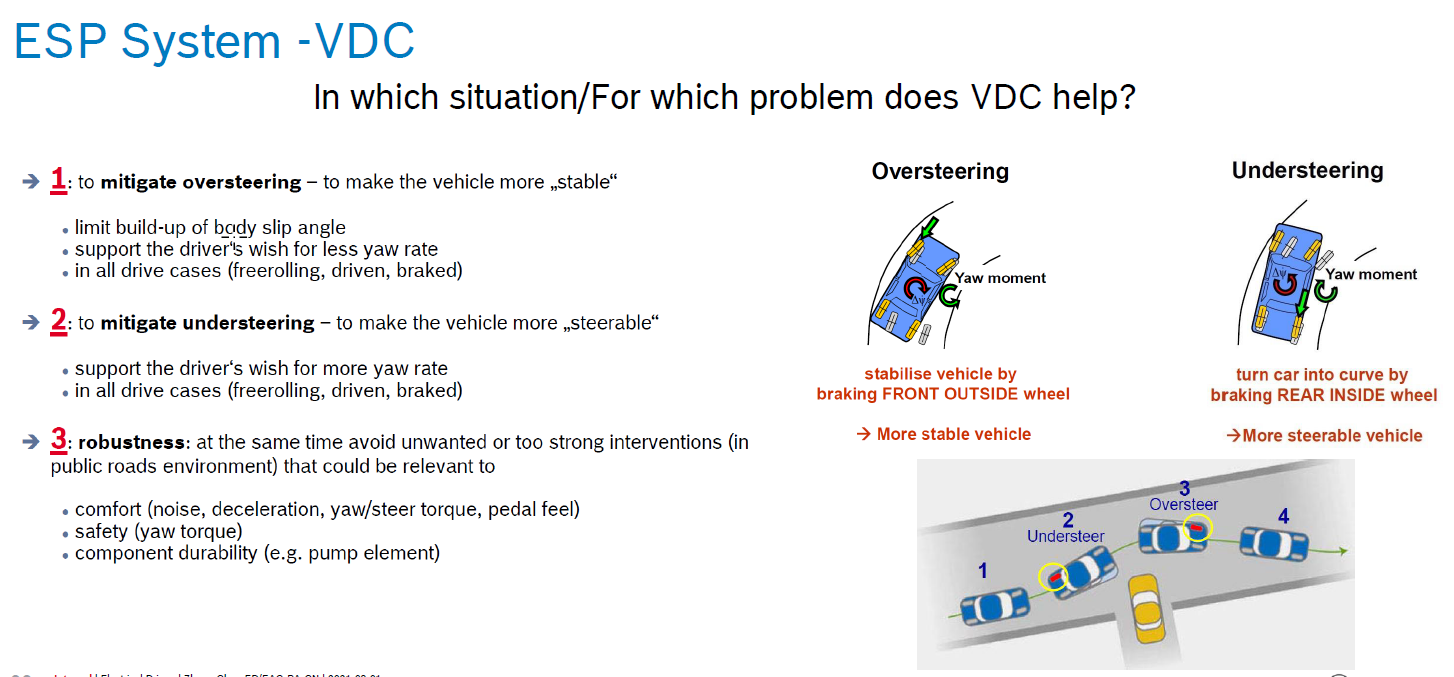 ESP System -VDC
In which situation/For which problem does VDC help?
→ 1: to mitigate oversteering – to make the vehicle more „stable“
• limit build-up of body slip angle
• support the driver‘s wish for less yaw rate
• in all drive cases (freerolling, driven, braked)
→ 2: to mitigate understeering – to make the vehicle more „steerable“
• support the driver‘s wish for more yaw rate
• in all drive cases (freerolling, driven, braked)
→ 3: robustness: at the same time avoid unwanted or too strong interventions (in
public roads environment) that could be relevant to
• comfort (noise, deceleration, yaw/steer torque, pedal feel)
• safety (yaw torque)
• component durability (e.g. pump element)
Oversteering
Δψ
Yaw moment
stabilise vehicle by
braking FRONT OUTSIDE wheel
→ More stable vehicle
Understeering
Δψ
Yaw moment
turn car into curve by
braking REAR INSIDE wheel
→More steerable vehicle
1
2
Understeer
3
Oversteer
4